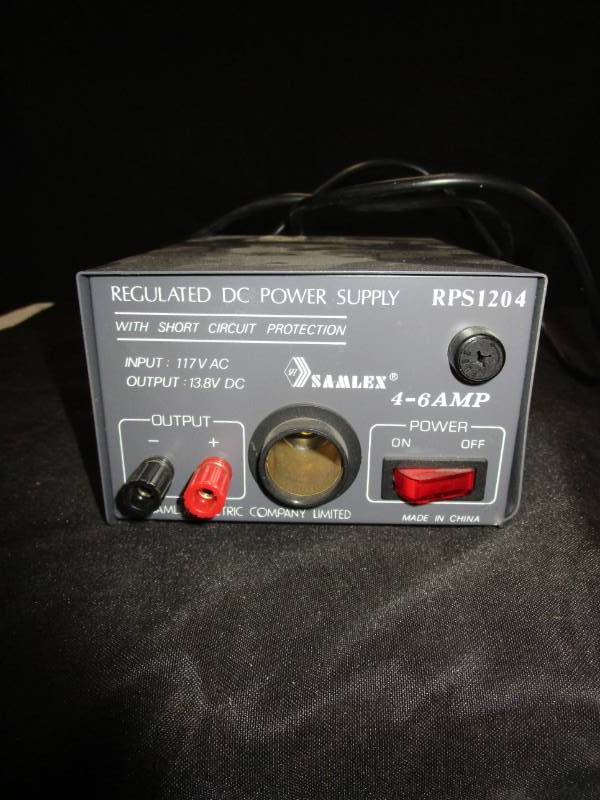 REGULATED DC POWER SUPPLY RPS1204
WITH SHORT CIRCUIT PROTECTION
INPUT : 117V AC
OUTPUT : 13.8V DC
SAMLEX®
4-6AMP
OUTPUT
- +
POWER
ON OFF
COMPANY LIMITED
MADE IN CHINA